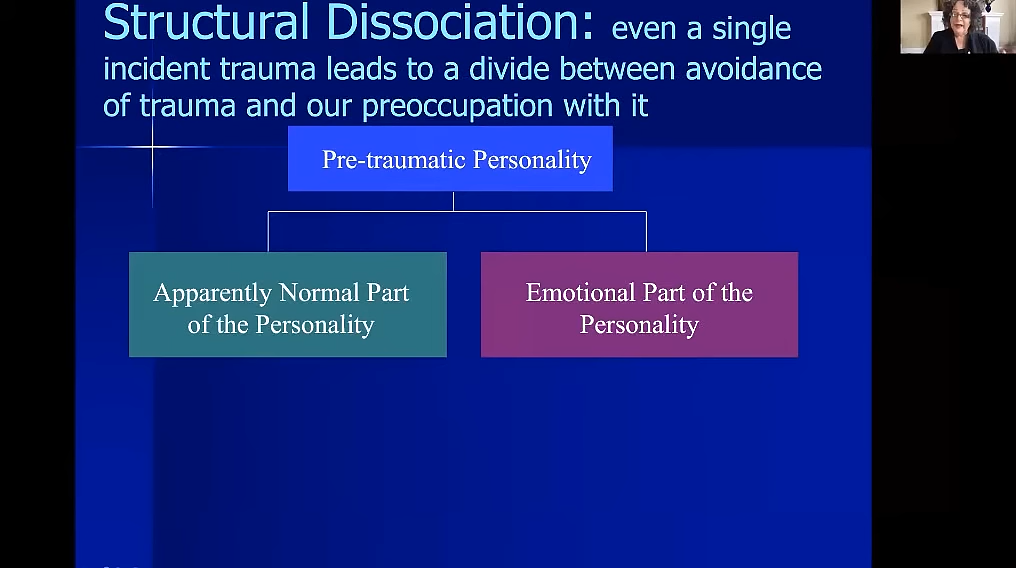 Structural Dissociation: even a single
incident trauma leads to a divide between avoidance
of trauma and our preoccupation with it
Pre-traumatic Personality
Apparently Normal Part
of the Personality
Emotional Part of the
Personality